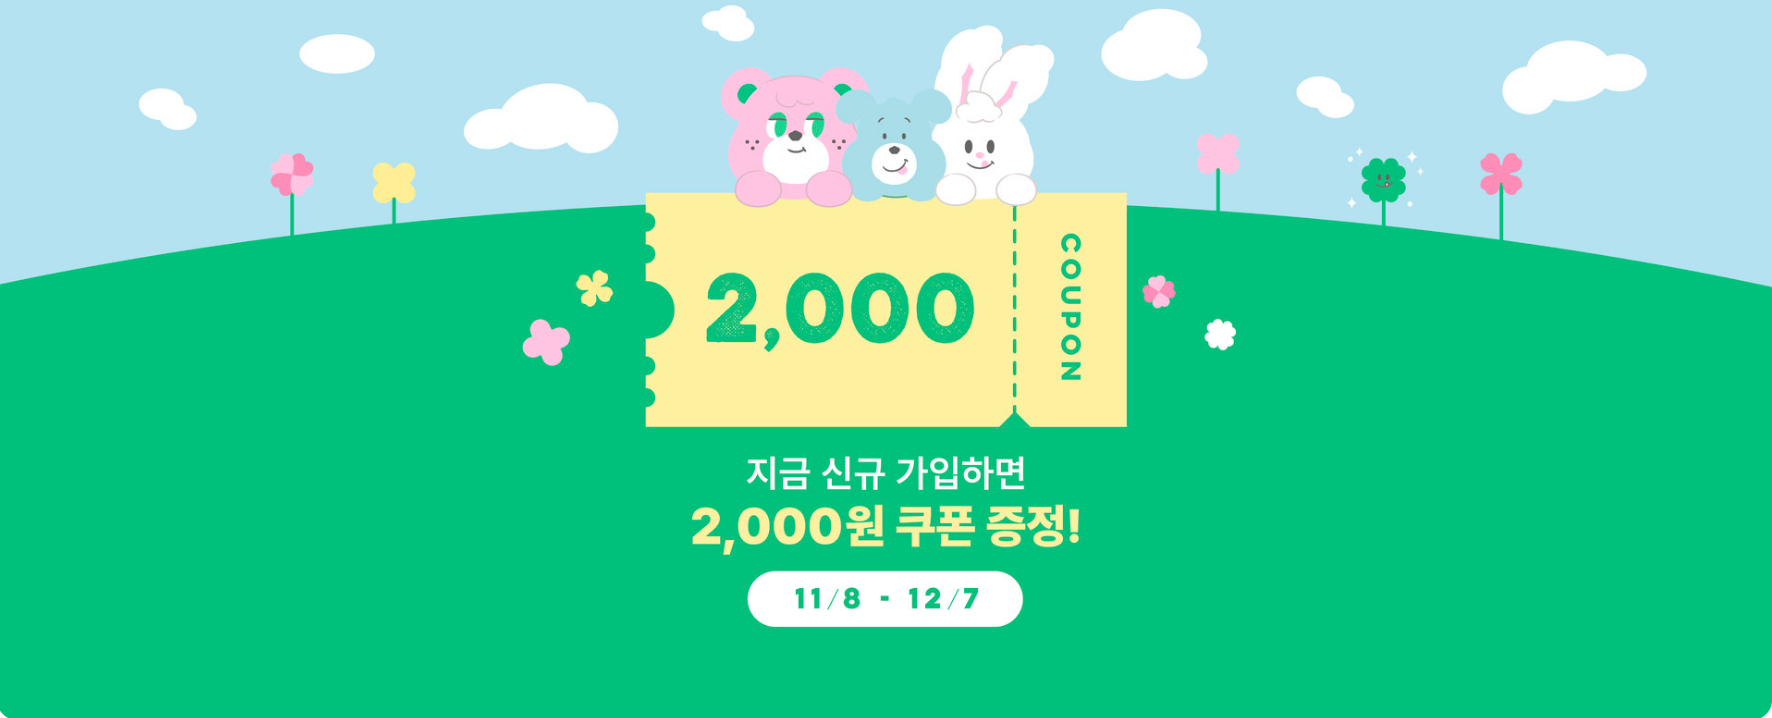 2,000
COUPON
지금 신규 가입하면
2,000원 쿠폰 증정!
11/8 - 12/7